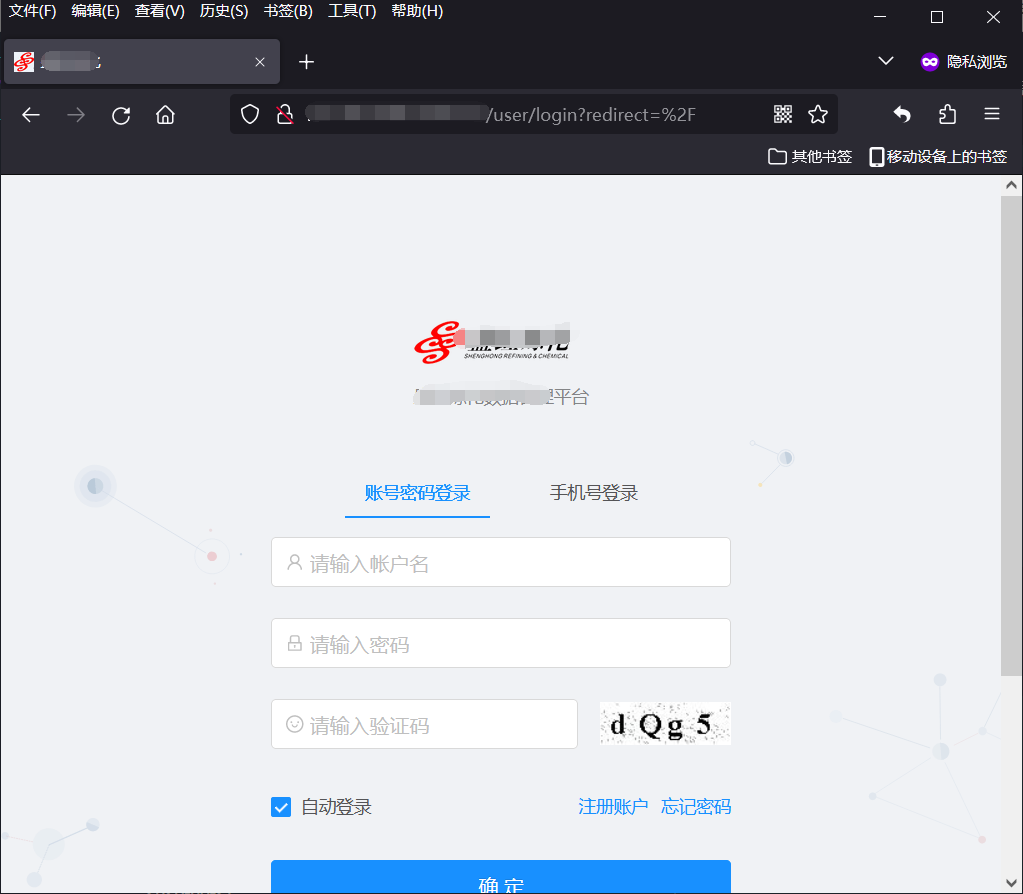 文件(F) 编辑(E) 查看(V) 历史(S) 书签(B) 工具(T) 帮助(H)
隐私浏览
/user/login?redirect=%2F
其他书签 移动设备上的书签
SHENGHONG REFINING & CHEMICAL
平台
账号密码登录 手机号登录
请输入帐户名
请输入密码
请输入验证码 dQg5
自动登录 注册账户 忘记密码
确 定